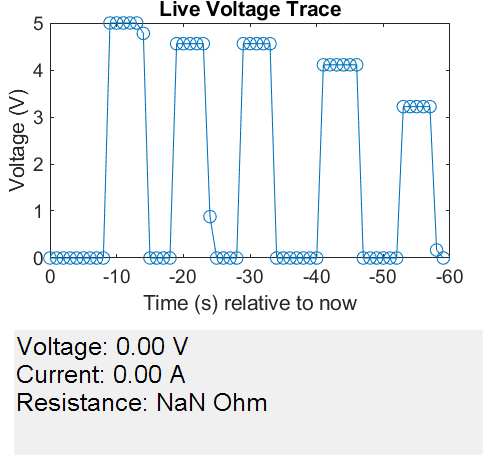 Live Voltage Trace
5
4
3
2
1
0
Voltage (V)
0 -10 -20 -30 -40 -50 -60
Time (s) relative to now
Voltage: 0.00 V
Current: 0.00 A
Resistance: NaN Ohm